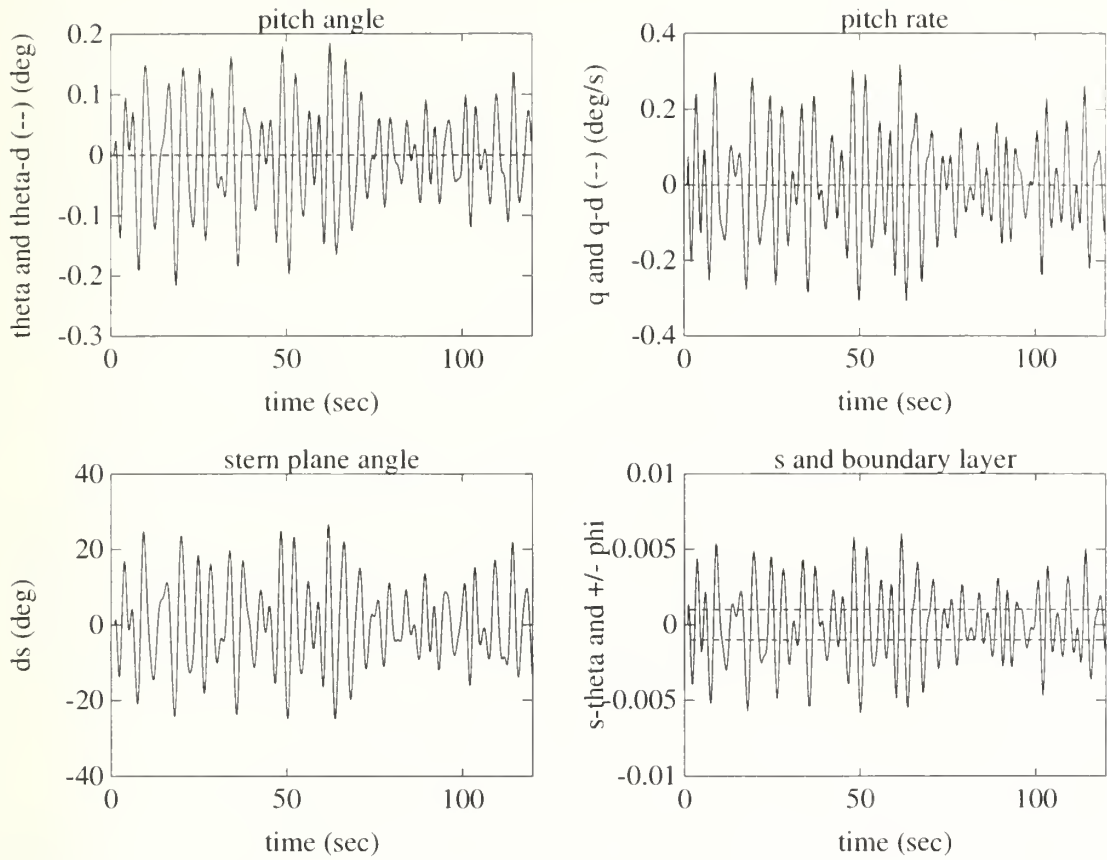 pitch angle
theta and theta-d (--) (deg)
0.2
0.1
0
-0.1
-0.2
-0.3
0
50
100
time (sec)
pitch rate
q and q-d (--) (deg/s)
0.4
0.2
0
-0.2
-0.4
0
50
100
time (sec)
stern plane angle
ds (deg)
40
20
0
-20
-40
0
50
100
time (sec)
s and boundary layer
s-theta and +/- phi
0.01
0.005
0
-0.005
-0.01
0
50
100
time (sec)